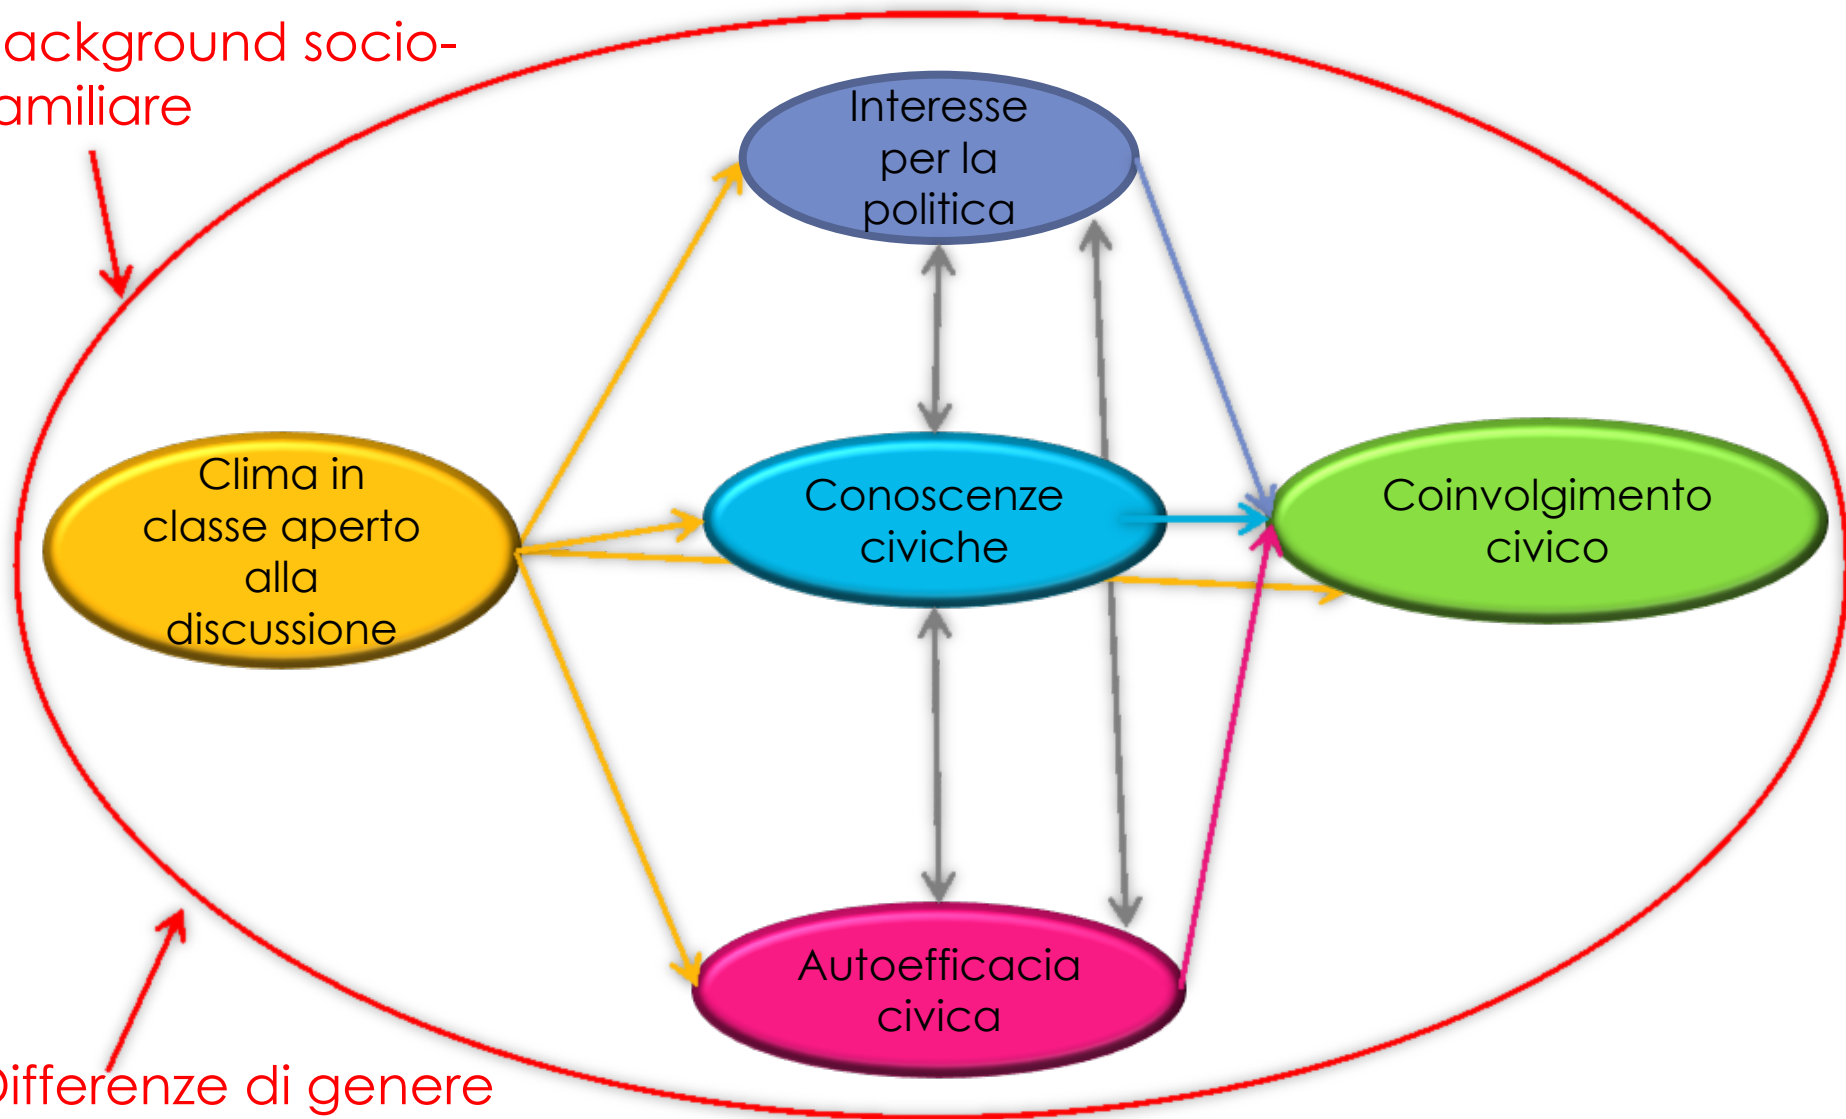 ackground socio-
amiliare
Interesse
per la
politica
Clima in
classe aperto
alla
discussione
Conoscenze
civiche
Coinvolgimento
civico
Autoefficacia
civica
Differenze di genere